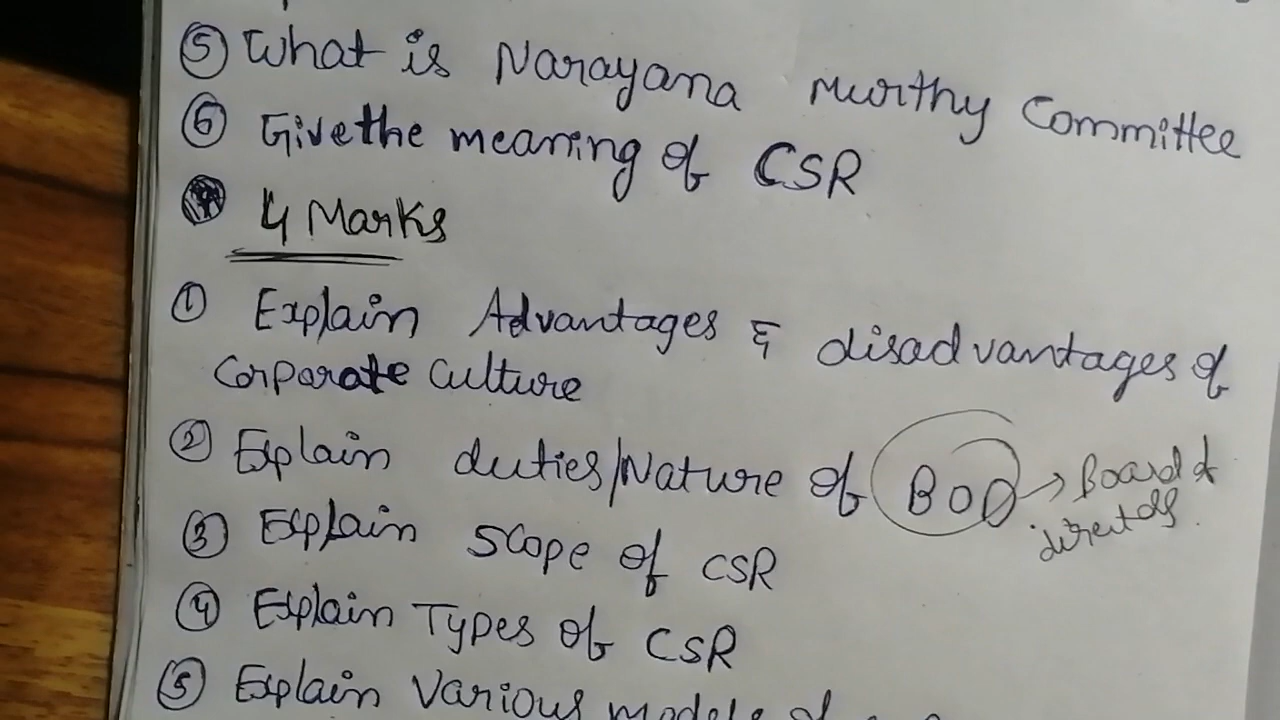 ⑤ What is Narayana Murthy Committee
⑥ Give the meaning of CSR
4 Marks
① Explain Advantages & disadvantages of
Corporate Culture
② Explain duties/Nature of BOD → Board of
directors.
③ Explain scope of CSR
④ Explain Types of CSR
⑤ Explain Various models of